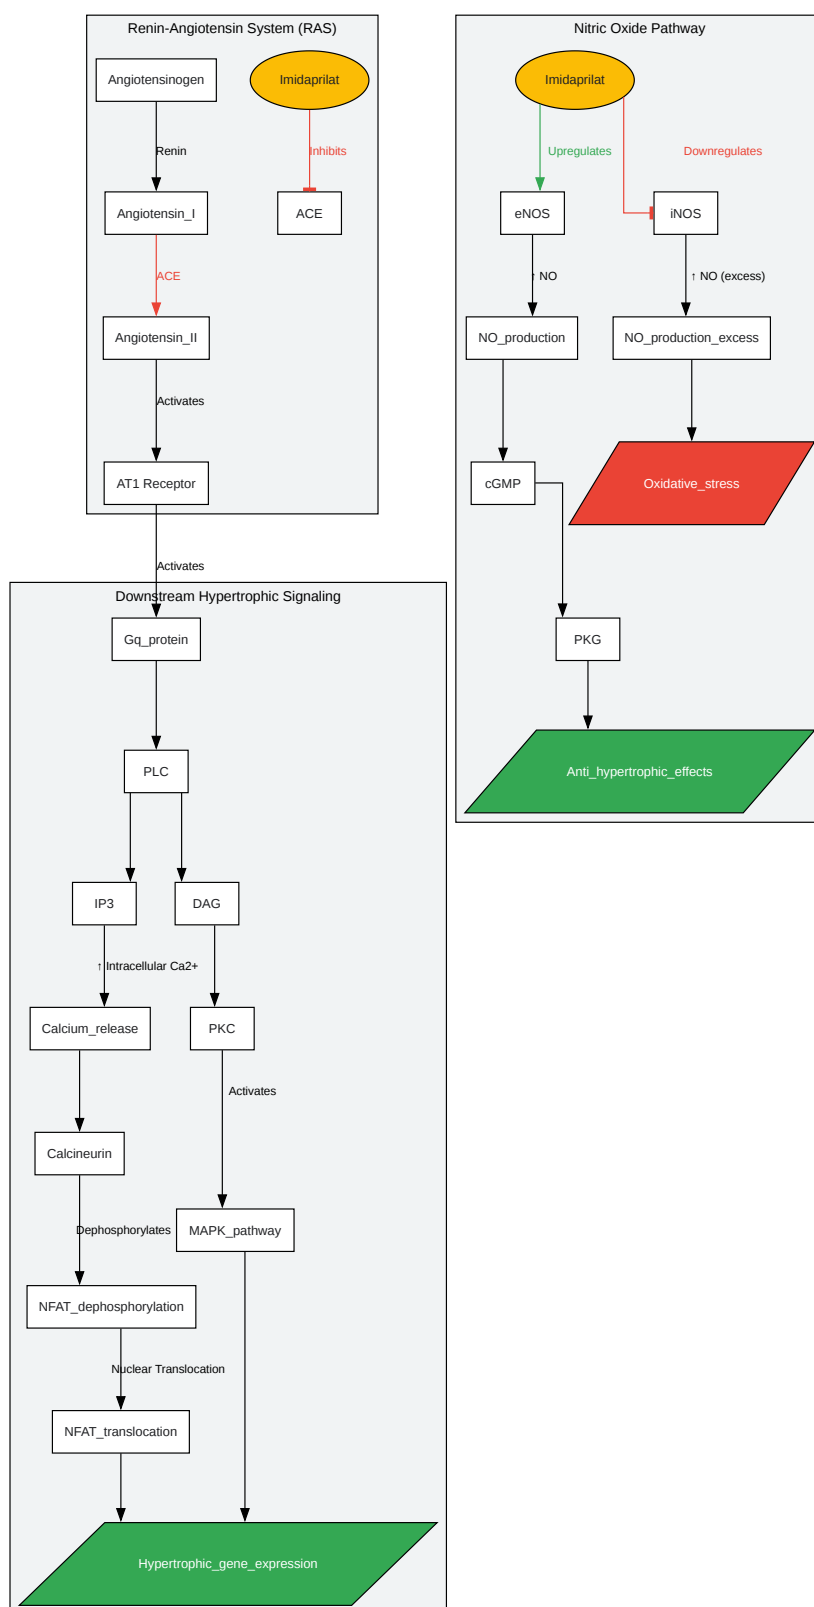 Renin-Angiotensin System (RAS)
Angiotensinogen
Imidaprilat
Renin
Inhibits
Angiotensin_I
ACE
ACE
Angiotensin_II
Activates
AT1 Receptor
Activates
Nitric Oxide Pathway
Imidaprilat
Upregulates
Downregulates
eNOS
iNOS
↑ NO
↑ NO (excess)
NO_production
NO_production_excess
cGMP
Oxidative_stress
PKG
Anti_hypertrophic_effects
Downstream Hypertrophic Signaling
Gq_protein
PLC
IP3
DAG
↑ Intracellular Ca2+
Calcium_release
PKC
Activates
Calcineurin
Dephosphorylates
MAPK_pathway
NFAT_dephosphorylation
Nuclear Translocation
NFAT_translocation
Hypertrophic_gene_expression